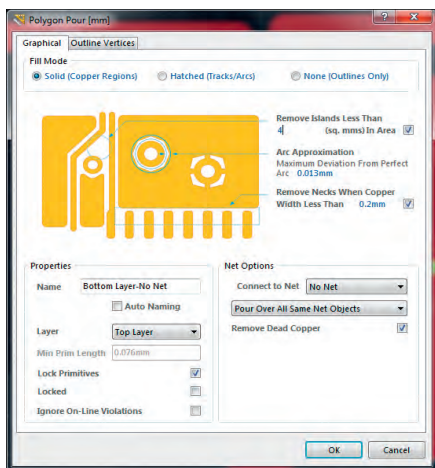 Polygon Pour [mm]
Graphical Outline Vertices
Fill Mode
Solid (Copper Regions) Hatched (Tracks/Arcs) None (Outlines Only)
Remove Islands Less Than
4 (sq. mms) In Area
Arc Approximation
Maximum Deviation From Perfect
Arc 0.013mm
Remove Necks When Copper
Width Less Than 0.2mm
Properties
Name Bottom Layer-No Net
Auto Naming
Layer Top Layer
Min Prim Length 0.076mm
Lock Primitives
Locked
Ignore On-Line Violations
Net Options
Connect to Net No Net
Pour Over All Same Net Objects
Remove Dead Copper
OK Cancel